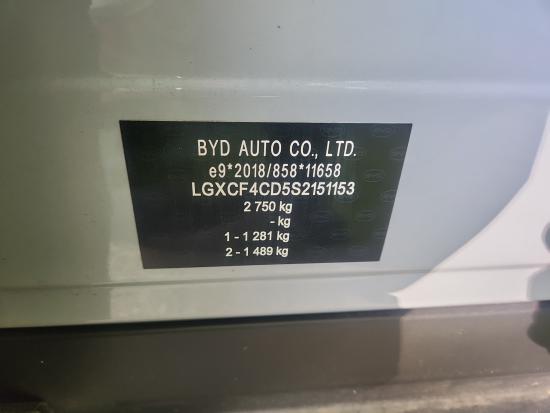 BYD AUTO CO., LTD.
e9*2018/858*11658
LGXCF4CD5S2151153
2 750 kg
- kg
1 - 1 281 kg
2 - 1 489 kg